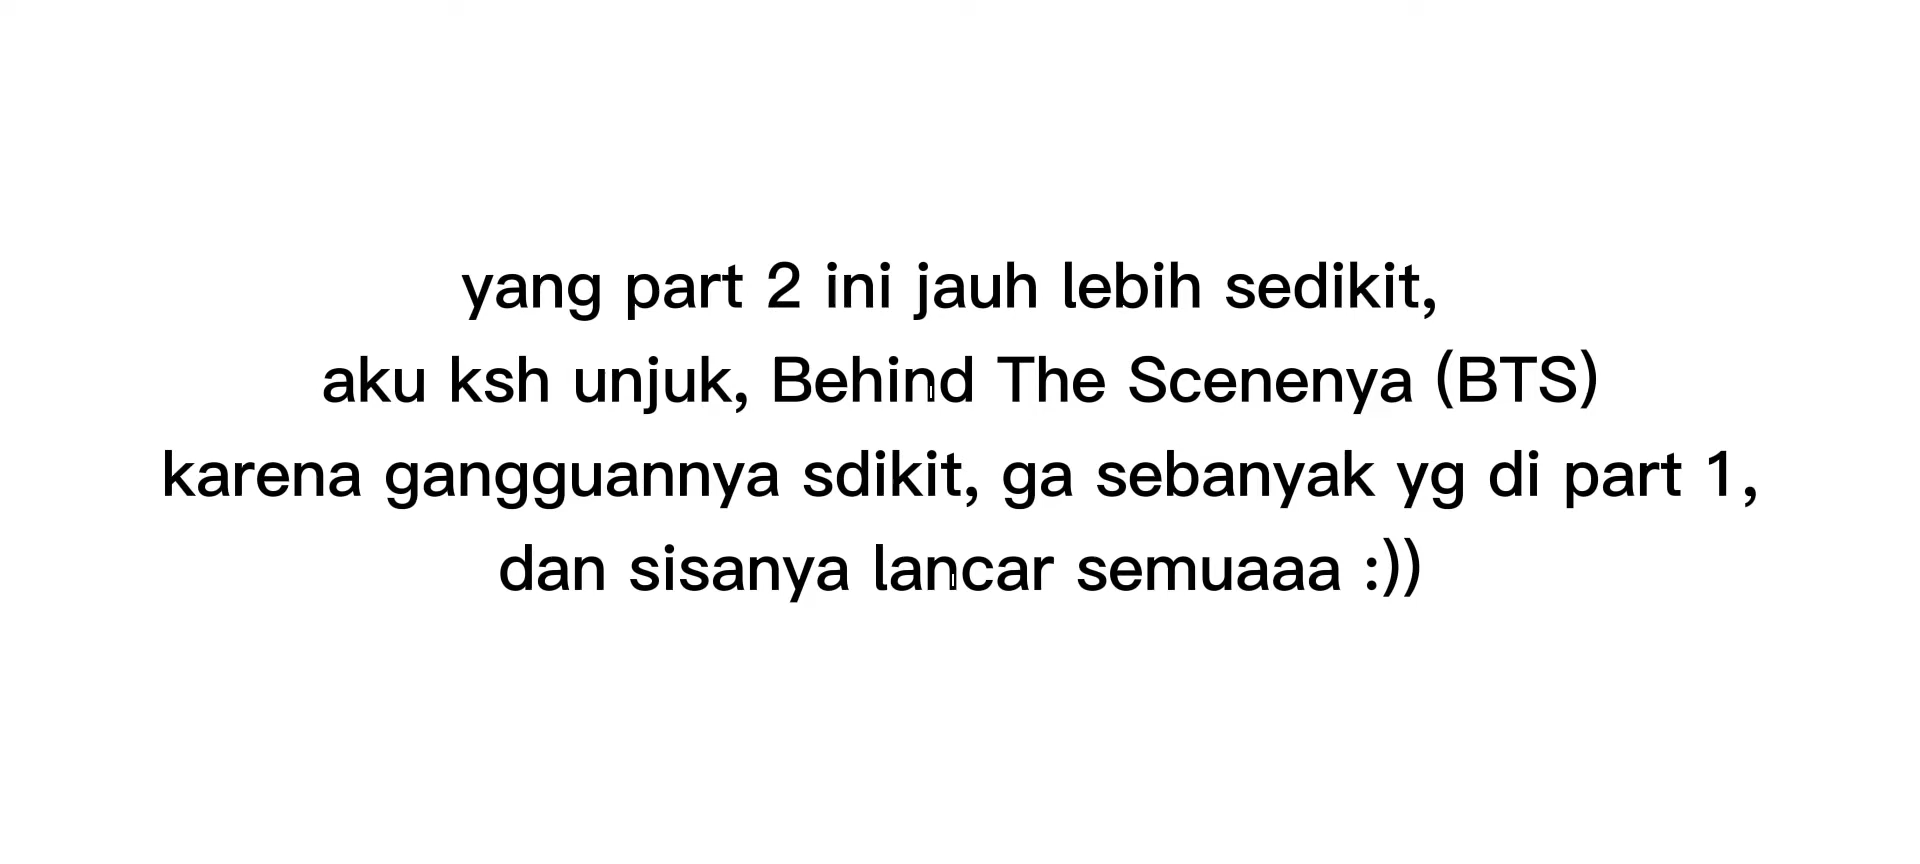 yang part 2 ini jauh lebih sedikit,
aku ksh unjuk, Behind The Scenenya (BTS)
karena gangguannya sdikit, ga sebanyak yg di part 1,
dan sisanya lancar semuaaa :))